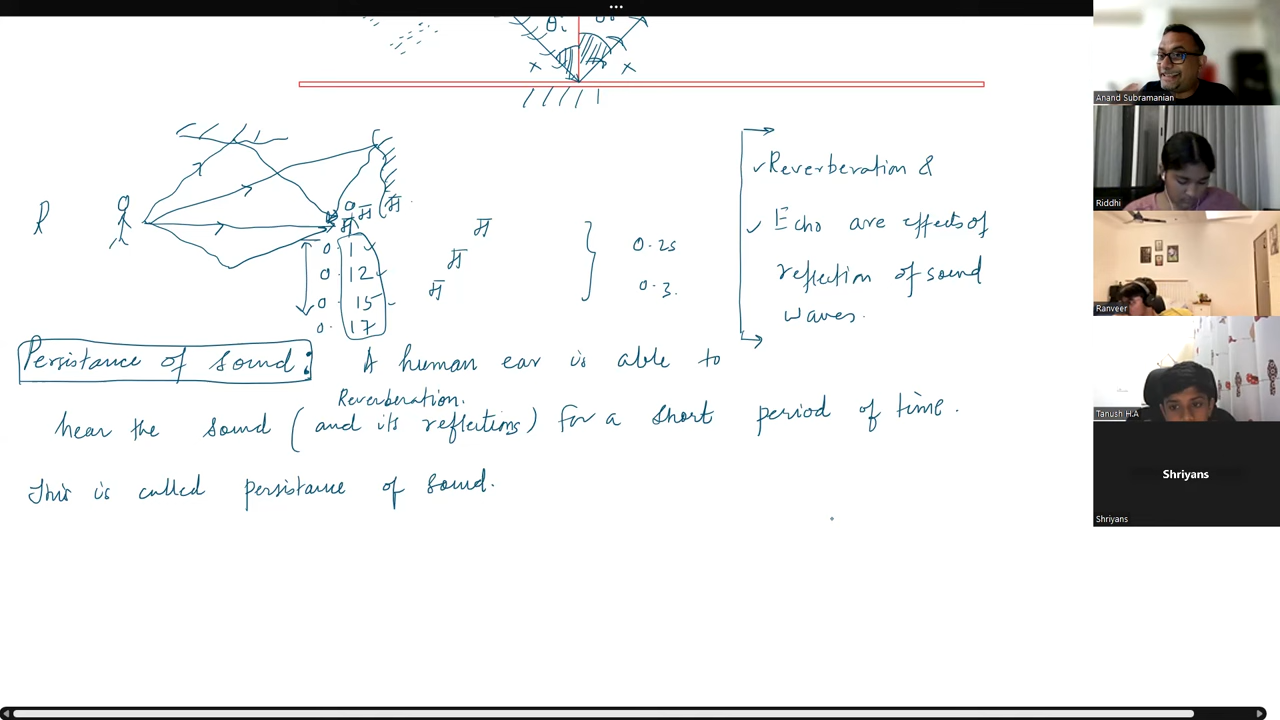 θi
R
Reverberation &
Echo are effects of
reflection of sound
waves.
0.1
0.12
0.15
0.17
0.2s
0.3.
Persistance of sound:
A human ear is able to
Reverberation.
hear the sound (and its reflections) for a short period of time.
This is called persistance of sound.
Anand Subramanian
Riddhi
Ranveer
Tanush H.A
Shriyans
Shriyans